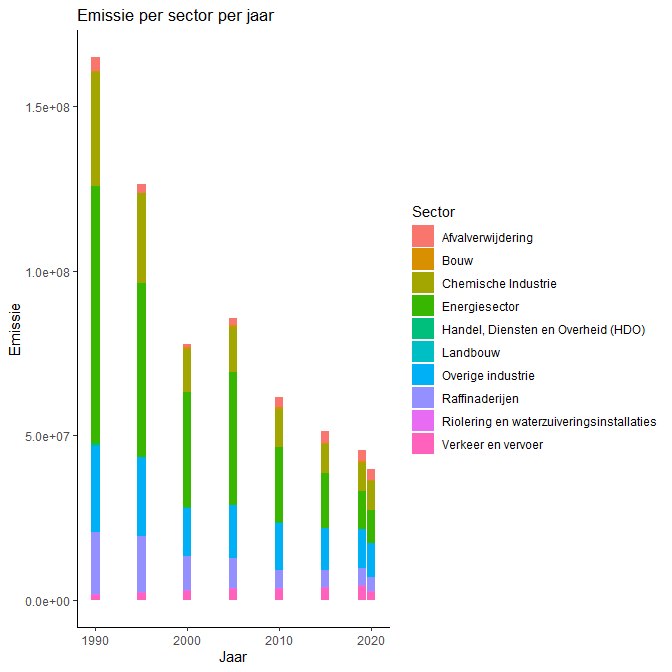 Emissie per sector per jaar
1.5e+08
1.0e+08
5.0e+07
0.0e+00
Emissie
1990
2000
2010
2020
Jaar
Sector
Afvalverwijdering
Bouw
Chemische Industrie
Energiesector
Handel, Diensten en Overheid (HDO)
Landbouw
Overige industrie
Raffinaderijen
Riolering en waterzuiveringsinstallaties
Verkeer en vervoer